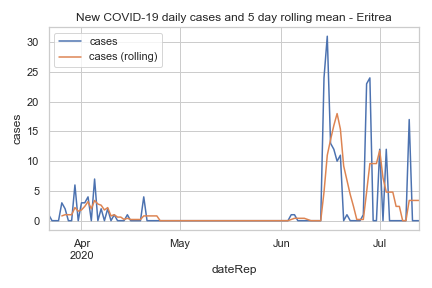 New COVID-19 daily cases and 5 day rolling mean - Eritrea
cases
cases (rolling)
30
25
20
15
10
5
0
cases
Apr
2020
May
Jun
Jul
dateRep